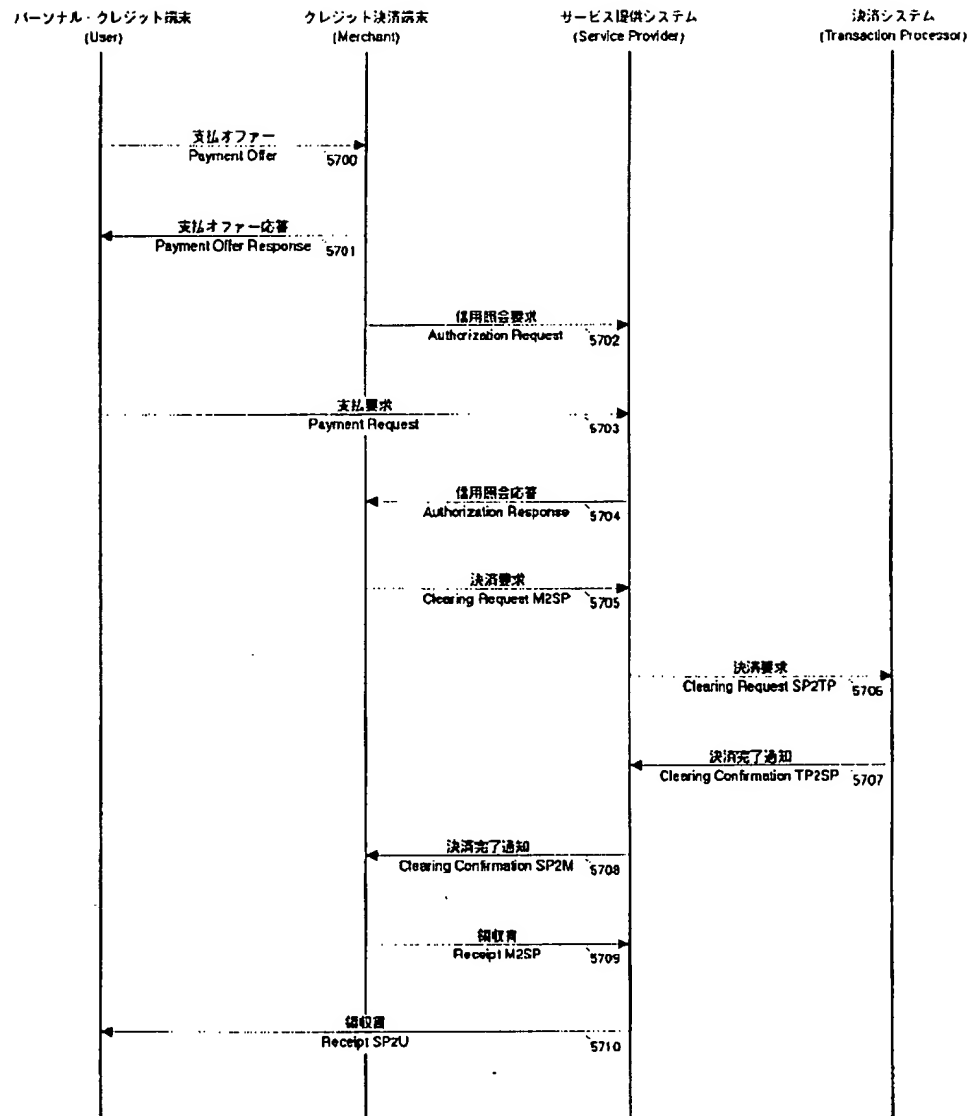 パーソナル・クレジット端末
(User)
クレジット決済端末
(Merchant)
サービス提供システム
(Service Provider)
決済システム
(Transaction Processor)
支払オファー
Payment Offer
5700
支払オファー応答
Payment Offer Response
5701
信用照会要求
Authorization Request
5702
支払要求
Payment Request
5703
信用照会応答
Authorization Response
5704
決済要求
Clearing Request M2SP
5705
決済要求
Clearing Request SP2TP
5706
決済完了通知
Clearing Confirmation TP2SP
5707
決済完了通知
Clearing Confirmation SP2M
5708
領収書
Receipt M2SP
5709
領収書
Receipt SP2U
5710